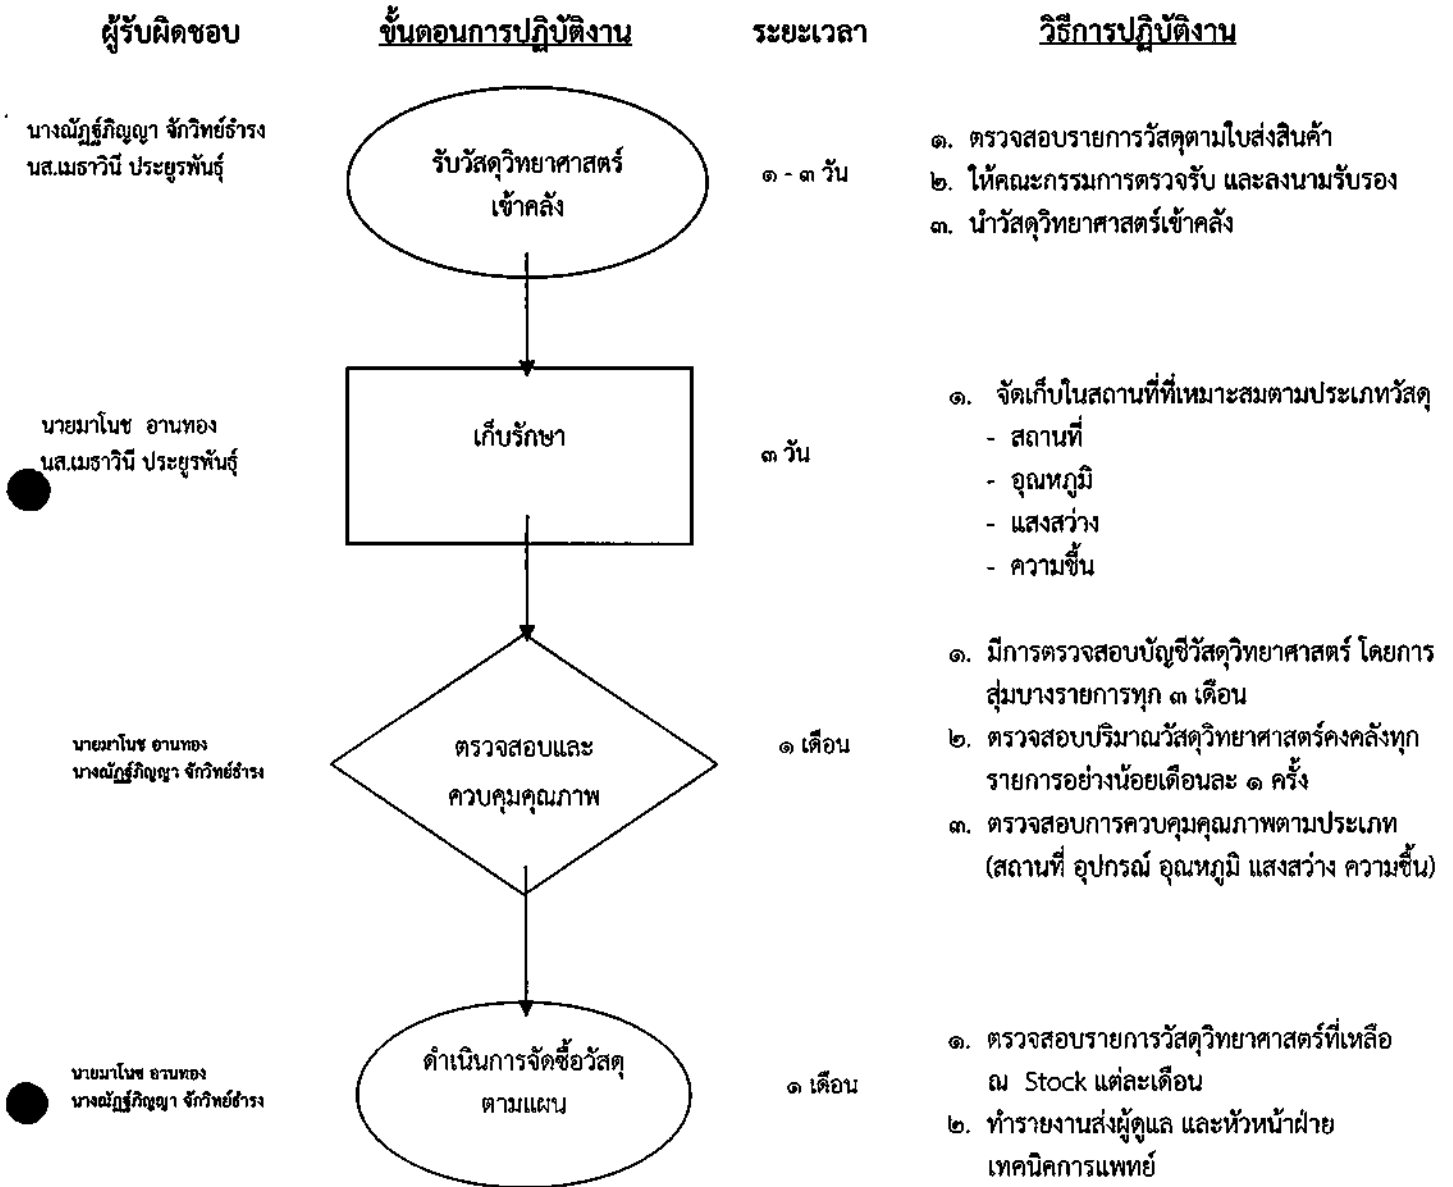 ผู้รับผิดชอบ ขั้นตอนการปฏิบัติงาน ระยะเวลา วิธีการปฏิบัติงาน
นางณัฏฐ์ภิญญา จักวิทย์ธำรง
นส.เมธาวินี ประยูรพันธุ์
รับวัสดุวิทยาศาสตร์
เข้าคลัง
๑ - ๓ วัน
๑. ตรวจสอบรายการวัสดุตามใบส่งสินค้า
๒. ให้คณะกรรมการตรวจรับ และลงนามรับรอง
๓. นำวัสดุวิทยาศาสตร์เข้าคลัง
นายมาโนช อานทอง
นส.เมธาวินี ประยูรพันธุ์
เก็บรักษา
๓ วัน
๑. จัดเก็บในสถานที่ที่เหมาะสมตามประเภทวัสดุ
- สถานที่
- อุณหภูมิ
- แสงสว่าง
- ความชื้น
นายมาโนช อานทอง
นางณัฏฐ์ภิญญา จักวิทย์ธำรง
ตรวจสอบและ
ควบคุมคุณภาพ
๑ เดือน
๑. มีการตรวจสอบบัญชีวัสดุวิทยาศาสตร์ โดยการ
สุ่มบางรายการทุก ๓ เดือน
๒. ตรวจสอบปริมาณวัสดุวิทยาศาสตร์คงคลังทุก
รายการอย่างน้อยเดือนละ ๑ ครั้ง
๓. ตรวจสอบการควบคุมคุณภาพตามประเภท
(สถานที่ อุปกรณ์ อุณหภูมิ แสงสว่าง ความชื้น)
นายมาโนช อานทอง
นางณัฏฐ์ภิญญา จักวิทย์ธำรง
ดำเนินการจัดซื้อวัสดุ
ตามแผน
๑ เดือน
๑. ตรวจสอบรายการวัสดุวิทยาศาสตร์ที่เหลือ
ณ Stock แต่ละเดือน
๒. ทำรายงานส่งผู้ดูแล และหัวหน้าฝ่าย
เทคนิคการแพทย์